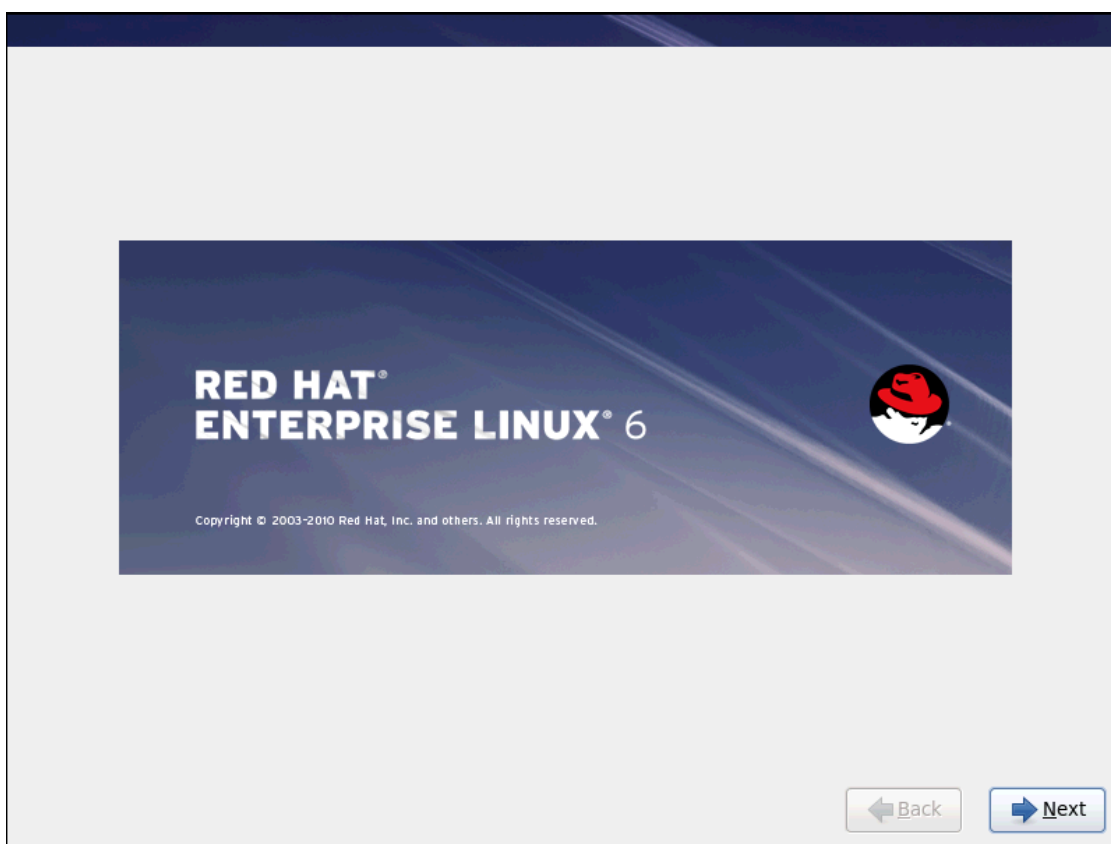 RED HAT®
ENTERPRISE LINUX® 6
Copyright © 2003-2010 Red Hat, Inc. and others. All rights reserved.
Back
Next